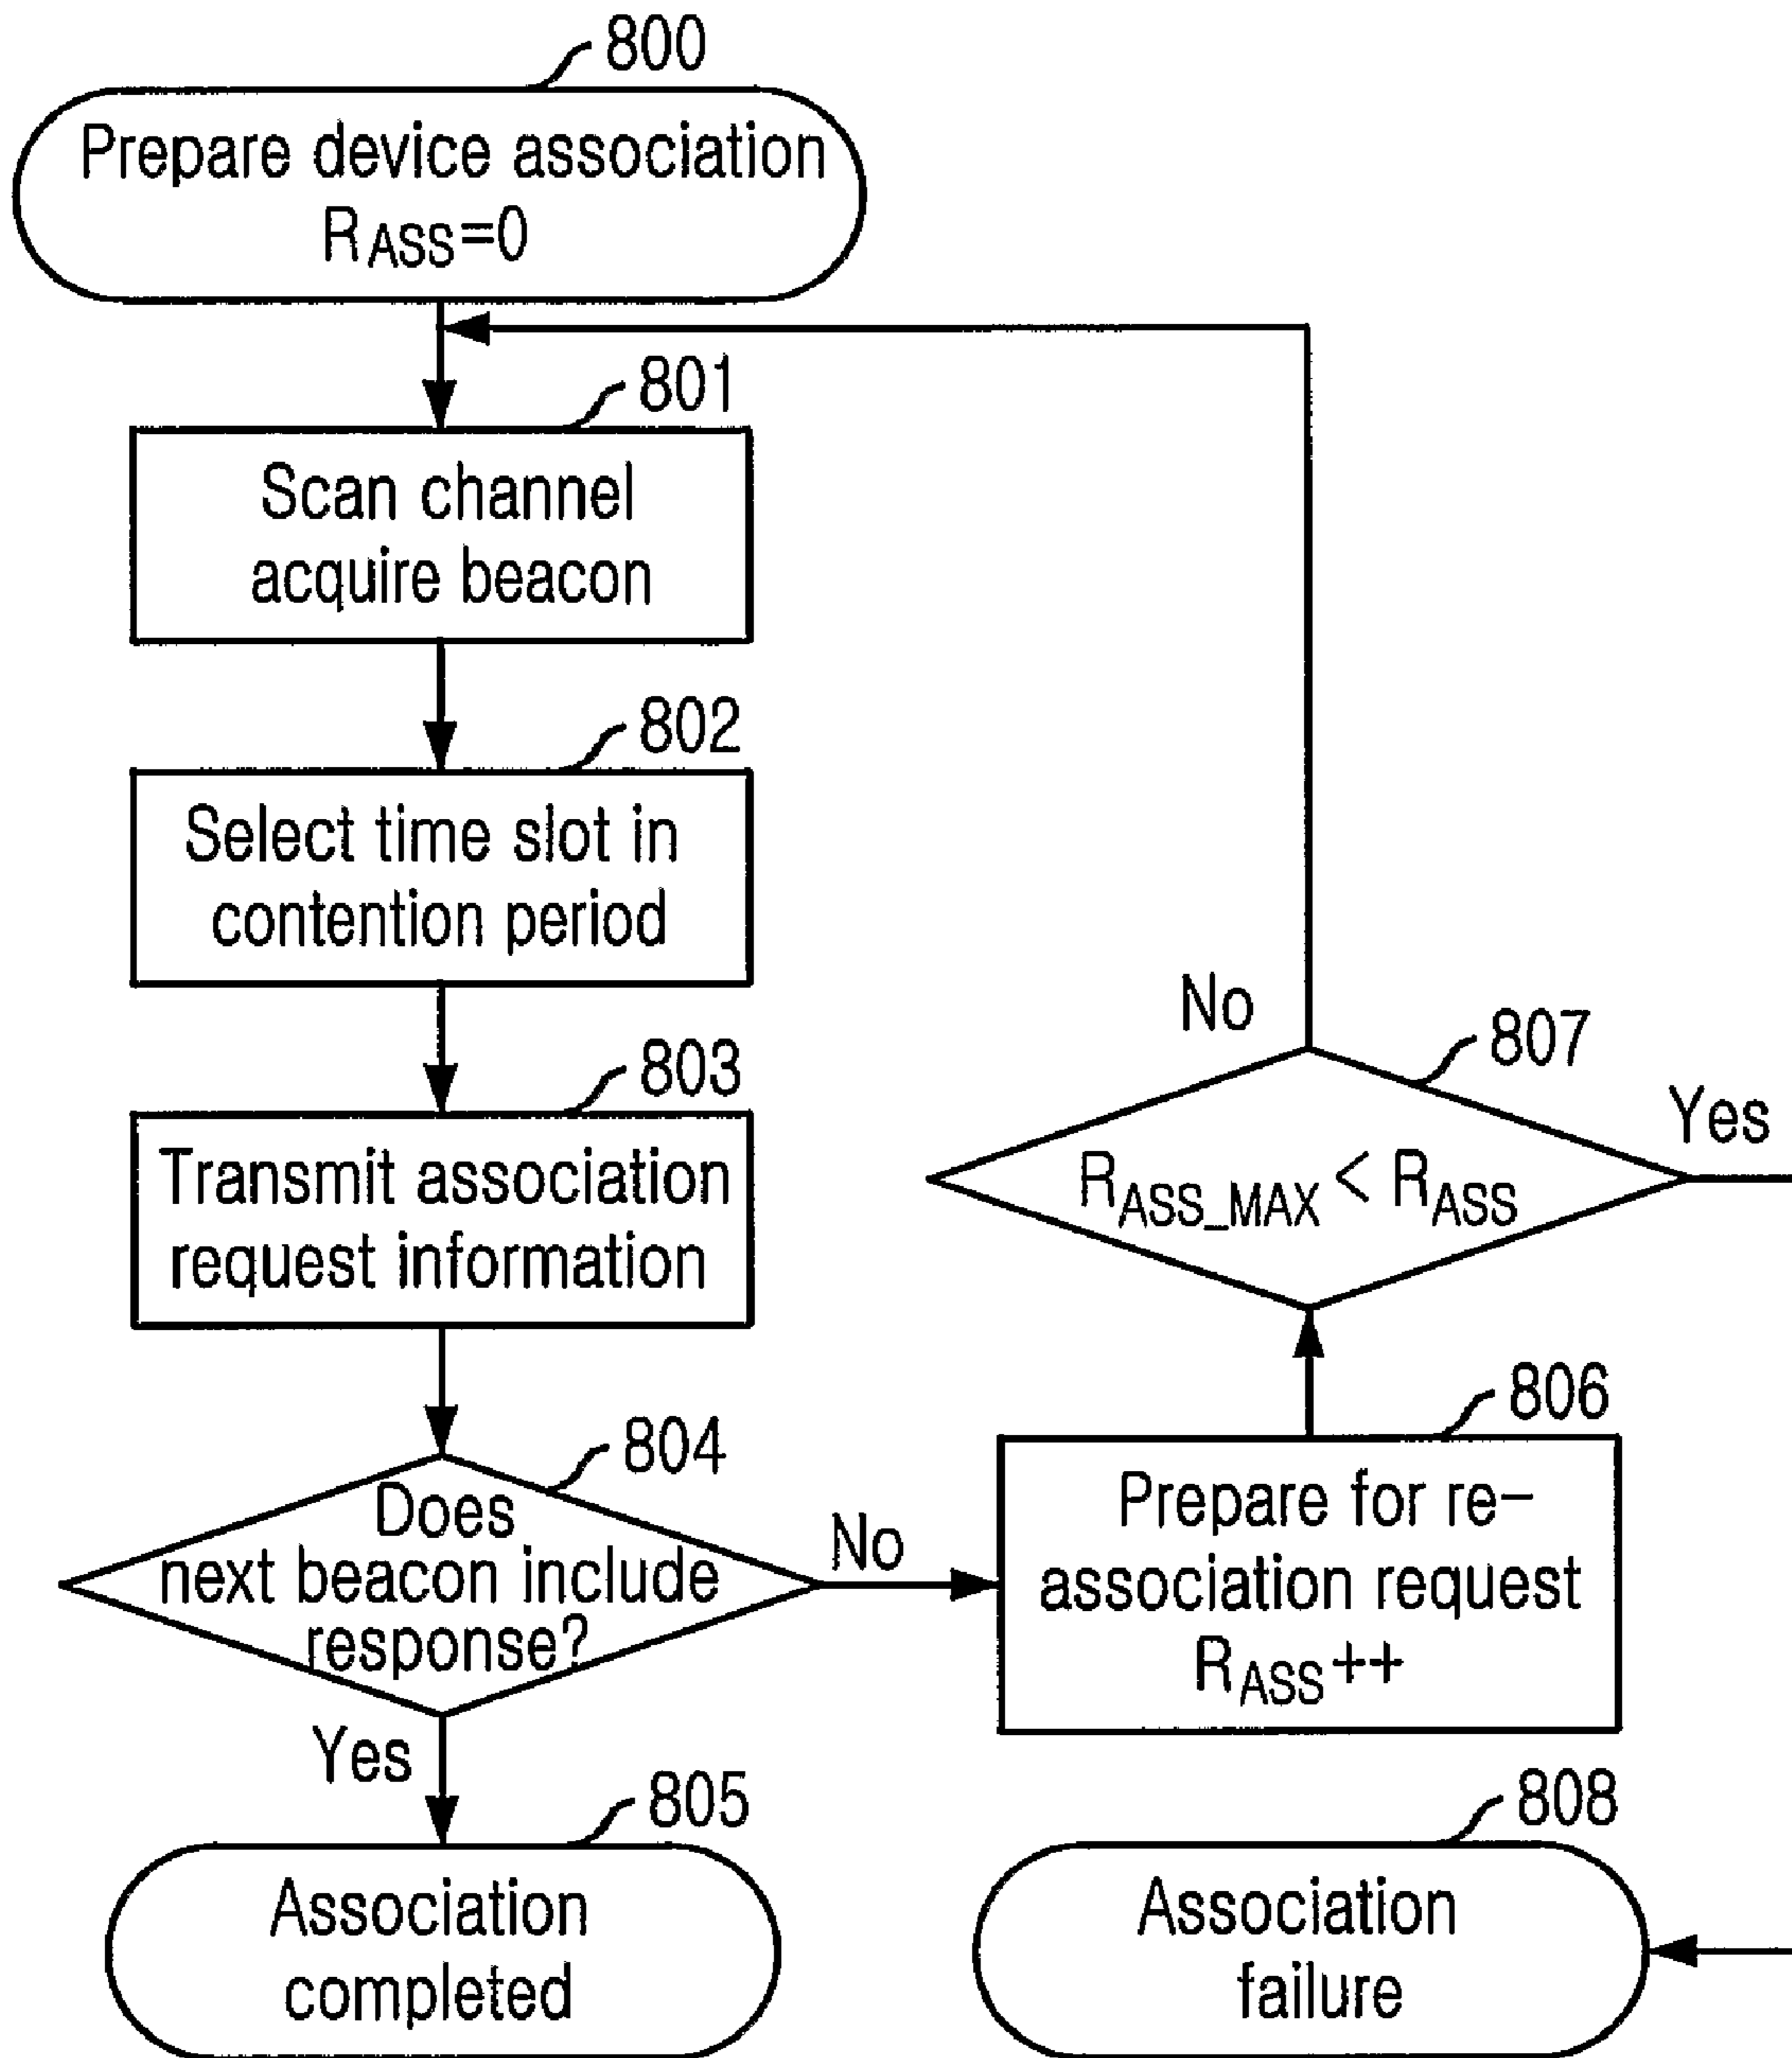 800
Prepare device association
RASS=0
801
Scan channel
acquire beacon
802
Select time slot in
contention period
803
Transmit association
request information
804
Does
next beacon include
response?
Yes
No
805
Association
completed
806
Prepare for re-
association request
RASS++
807
RASS_MAX < RASS
No
Yes
808
Association
failure